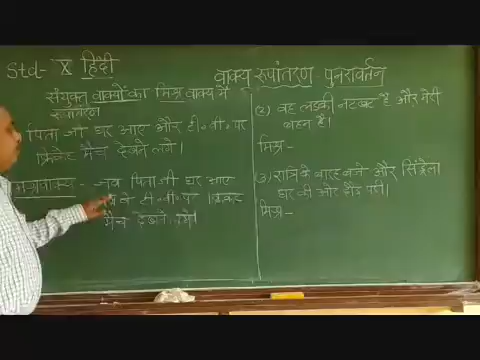 Std- X हिंदी
वाक्य रूपांतरण पुनरावर्तन
संयुक्त वाक्यों का मिश्र वाक्य में
रूपांतरण
पिता जी घर आए और टी॰वी॰ पर
क्रिकेट मैच देखने लगे।
मिश्रवाक्य - जब पिताजी घर आए
वे टी॰वी॰ पर क्रिकेट
मैच देखने लगे।
(2) वह लड़की नटखट है और मेरी
बहन है।
मिश्र -
(3) रात्रि के बारह बजे और सिंड्रेला
घर की ओर दौड़ पड़ी।
मिश्र -